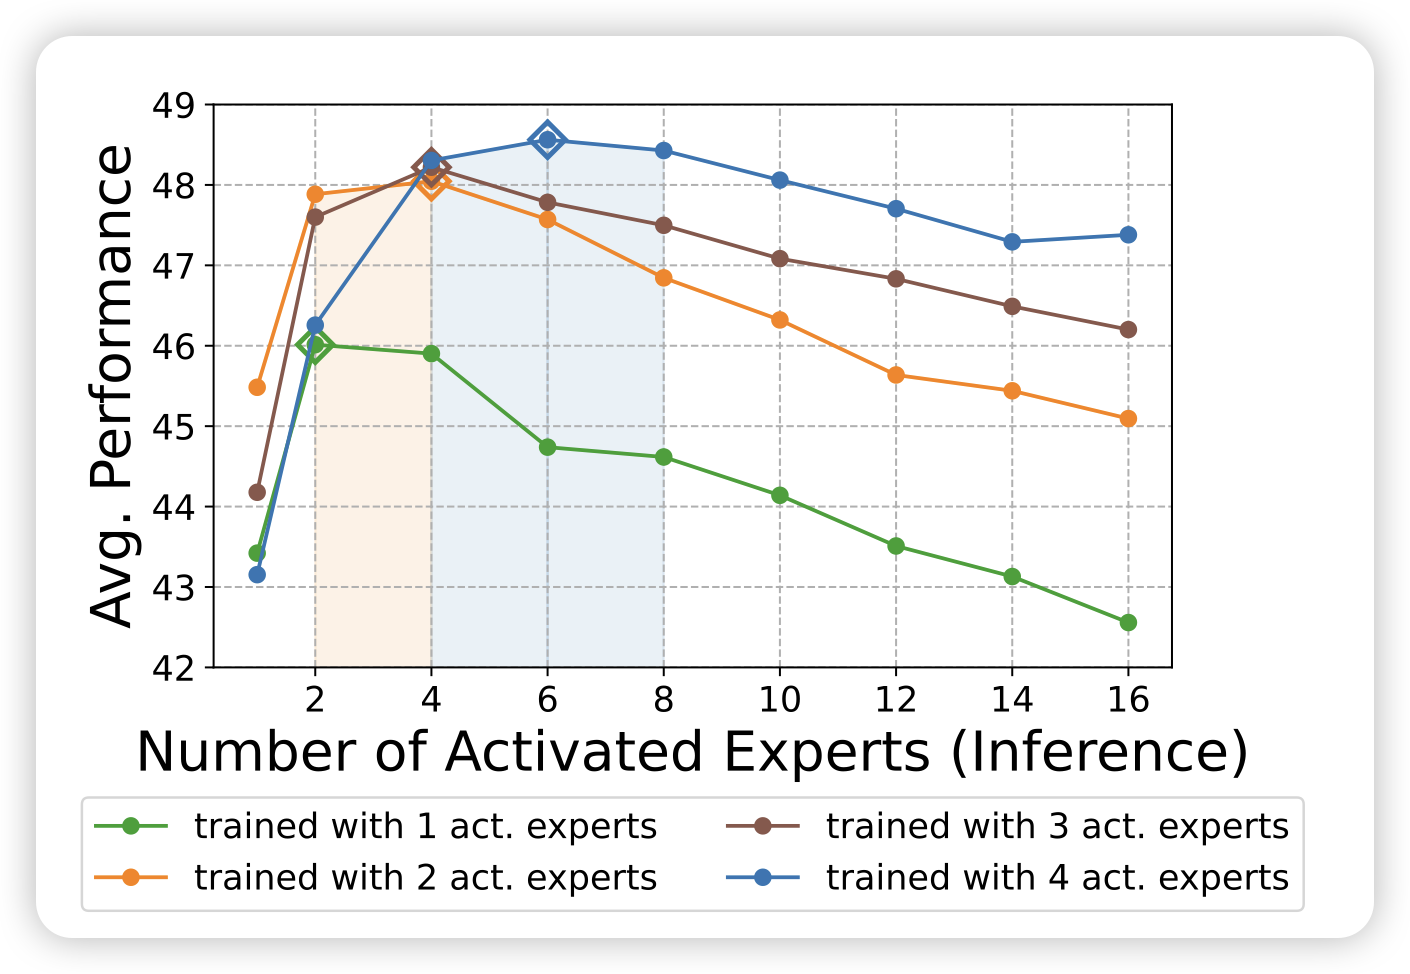 49
48
47
46
45
44
43
42
Avg. Performance
2 4 6 8 10 12 14 16
Number of Activated Experts (Inference)
trained with 1 act. experts
trained with 2 act. experts
trained with 3 act. experts
trained with 4 act. experts